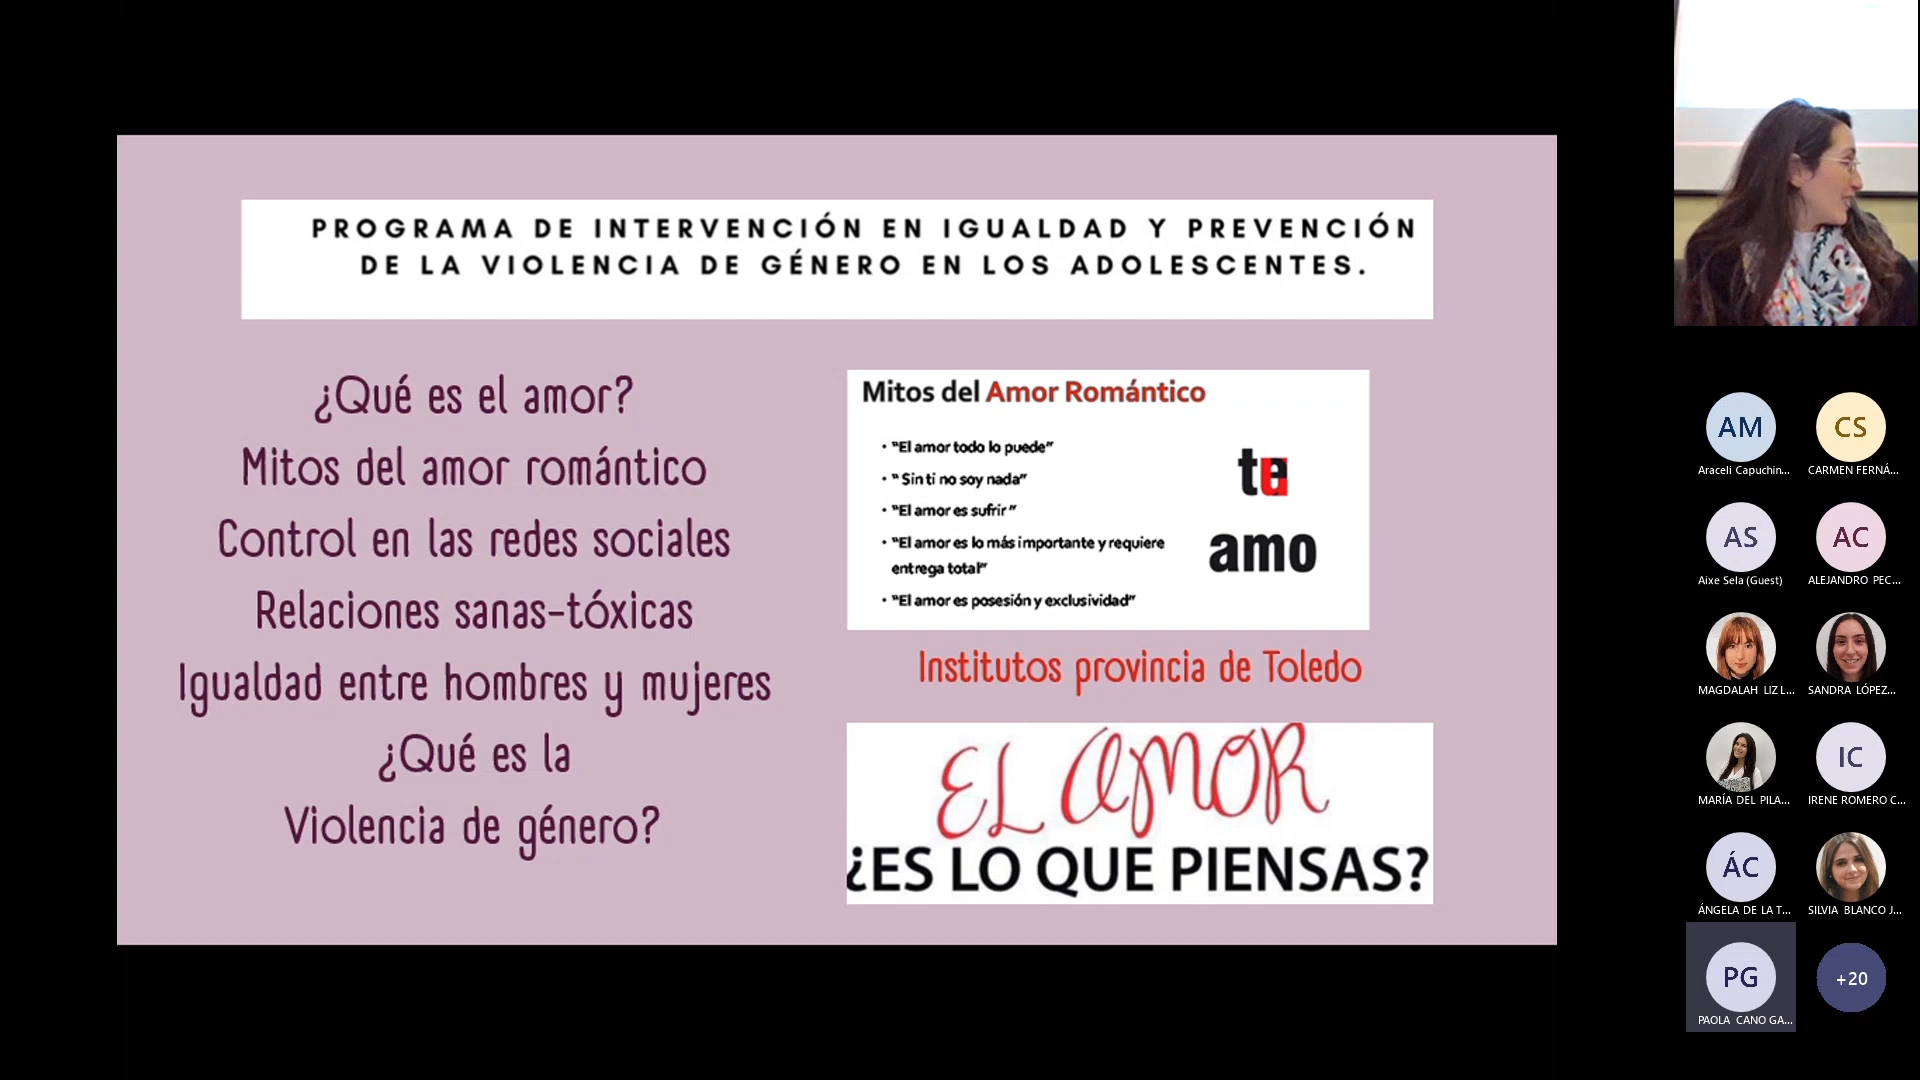 PROGRAMA DE INTERVENCIÓN EN IGUALDAD Y PREVENCIÓN
DE LA VIOLENCIA DE GÉNERO EN LOS ADOLESCENTES.
¿Qué es el amor?
Mitos del amor romántico
Control en las redes sociales
Relaciones sanas-tóxicas
Igualdad entre hombres y mujeres
¿Qué es la
Violencia de género?
Mitos del Amor Romántico
• "El amor todo lo puede"
• " Sin ti no soy nada"
• "El amor es sufrir"
• "El amor es lo más importante y requiere
entrega total"
• "El amor es posesión y exclusividad"
te
amo
Institutos provincia de Toledo
EL AMOR
¿ES LO QUE PIENSAS?
AM
Araceli Capuchin...
CS
CARMEN FERNÁ...
AS
Aixe Sela (Guest)
AC
ALEJANDRO PEC...
MAGDALAH LIZ L...
SANDRA LÓPEZ...
MARÍA DEL PILA...
IC
IRENE ROMERO C...
ÁC
ÁNGELA DE LA T...
SILVIA BLANCO J...
PG
PAOLA CANO GA...
+20